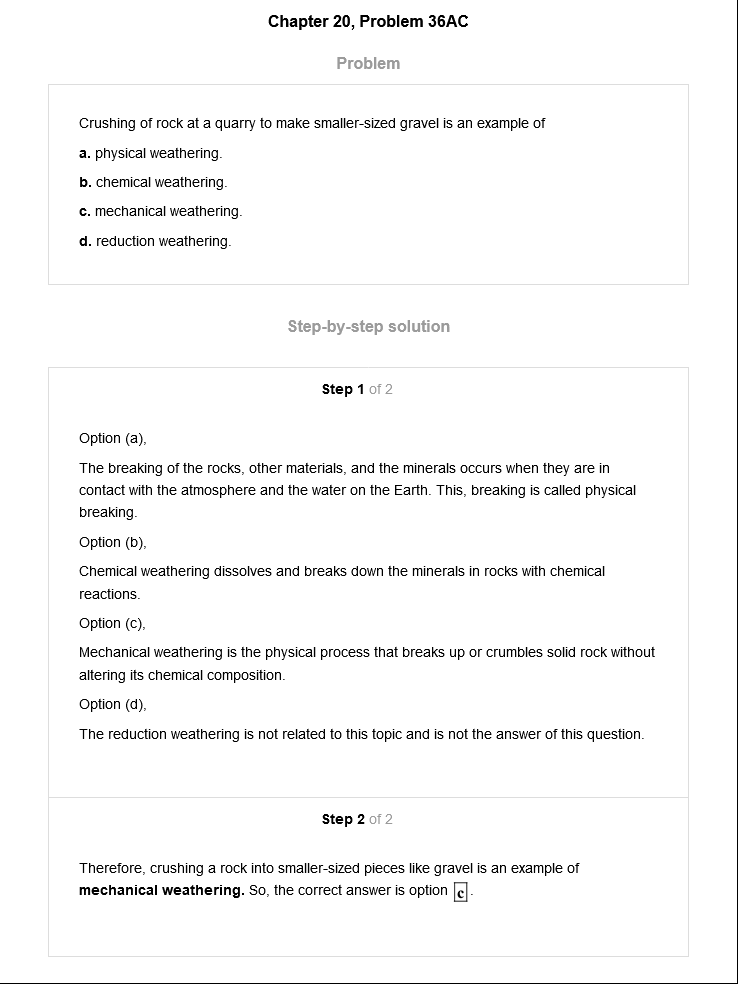 Chapter 20, Problem 36AC
Problem
Crushing of rock at a quarry to make smaller-sized gravel is an example of
a. physical weathering.
b. chemical weathering.
c. mechanical weathering.
d. reduction weathering.
Step-by-step solution
Step 1 of 2
Option (a),
The breaking of the rocks, other materials, and the minerals occurs when they are in
contact with the atmosphere and the water on the Earth. This, breaking is called physical
breaking.
Option (b),
Chemical weathering dissolves and breaks down the minerals in rocks with chemical
reactions.
Option (c),
Mechanical weathering is the physical process that breaks up or crumbles solid rock without
altering its chemical composition.
Option (d),
The reduction weathering is not related to this topic and is not the answer of this question.
Step 2 of 2
Therefore, crushing a rock into smaller-sized pieces like gravel is an example of
mechanical weathering. So, the correct answer is option c.